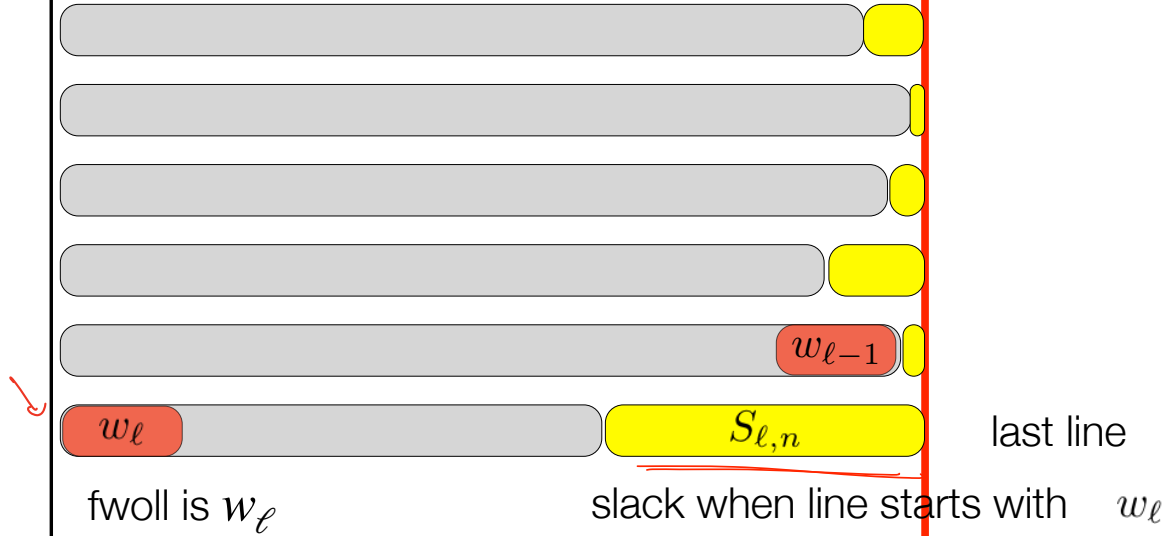 w_{ℓ−1}
w_ℓ S_{ℓ,n} last line
fwoll is w_ℓ slack when line starts with w_ℓ